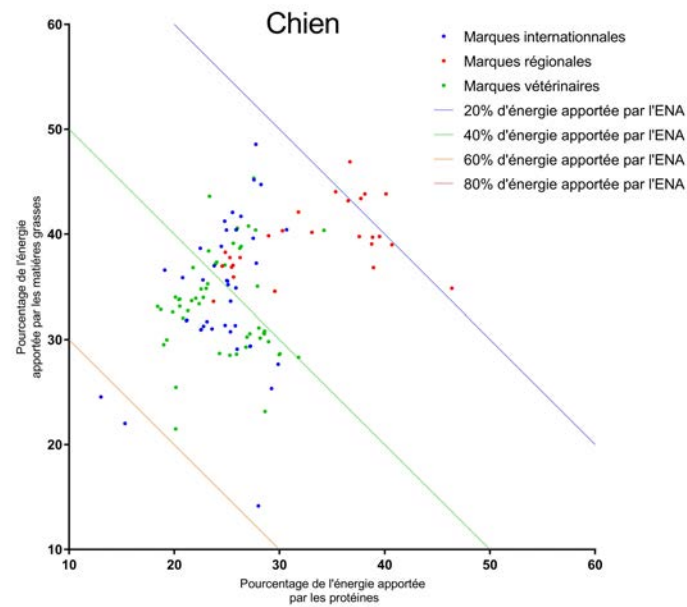 Chien
Marques internationnales
Marques régionales
Marques vétérinaires
20% d'énergie apportée par l'ENA
40% d'énergie apportée par l'ENA
60% d'énergie apportée par l'ENA
80% d'énergie apportée par l'ENA
Pourcentage de l'énergie
apportée par les matières grasses
60
50
40
30
20
10
10
20
30
40
50
60
Pourcentage de l'énergie apportée
par les protéines